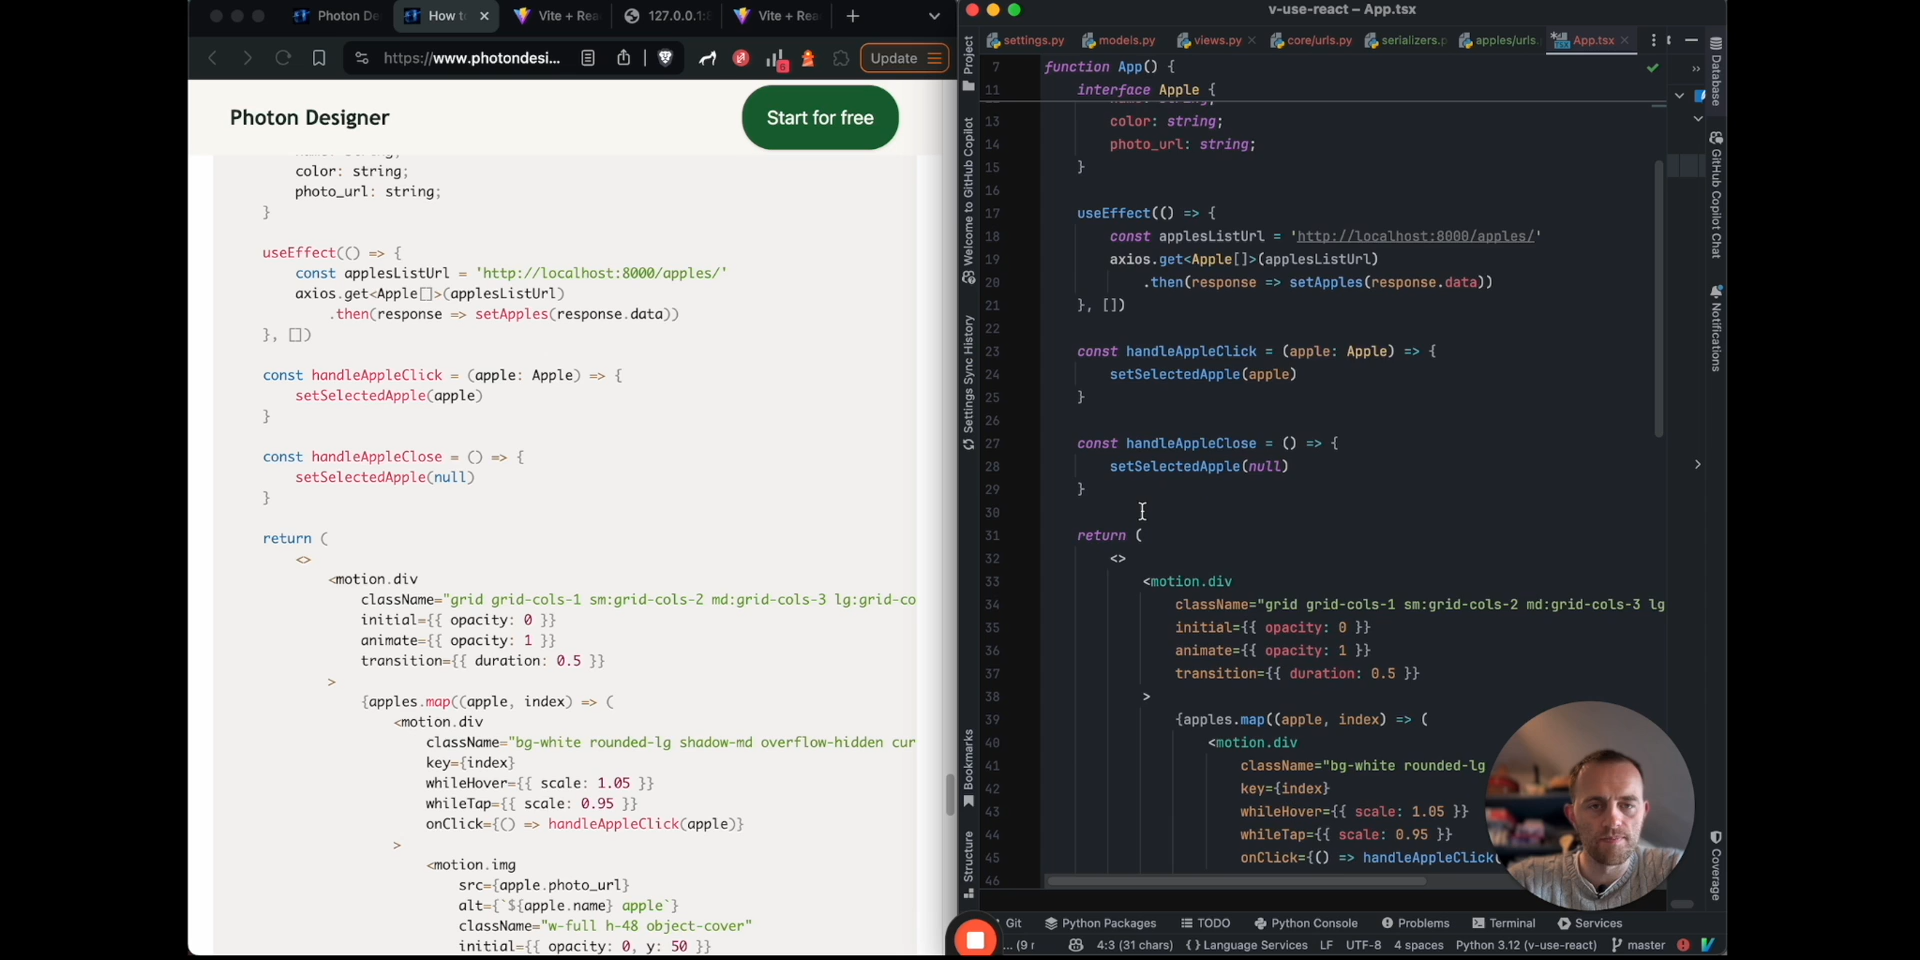 Photon De
How to
Vite + Rea
127.0.0.1:8
Vite + Rea
https://www.photondesi...
6
Update
Photon Designer
Start for free
name: string;
color: string;
photo_url: string;
}
useEffect(() => {
const applesListUrl = 'http://localhost:8000/apples/'
axios.get<Apple[]>(applesListUrl)
.then(response => setApples(response.data))
}, [])
const handleAppleClick = (apple: Apple) => {
setSelectedApple(apple)
}
const handleAppleClose = () => {
setSelectedApple(null)
}
return (
<>
<motion.div
className="grid grid-cols-1 sm:grid-cols-2 md:grid-cols-3 lg:grid-co
initial={{ opacity: 0 }}
animate={{ opacity: 1 }}
transition={{ duration: 0.5 }}
>
{apples.map((apple, index) => (
<motion.div
className="bg-white rounded-lg shadow-md overflow-hidden cur
key={index}
whileHover={{ scale: 1.05 }}
whileTap={{ scale: 0.95 }}
onClick={() => handleAppleClick(apple)}
>
<motion.img
src={apple.photo_url}
alt={`${apple.name} apple`}
className="w-full h-48 object-cover"
initial={{ opacity: 0, y: 50 }}
v-use-react – App.tsx
settings.py
models.py
views.py
core/urls.py
serializers.p
apples/urls.
App.tsx
Project
Welcome to GitHub Copilot
Settings Sync History
Bookmarks
Structure
7 function App() {
11 interface Apple {
13 color: string;
14 photo_url: string;
15 }
16
17 useEffect(() => {
18 const applesListUrl = 'http://localhost:8000/apples/'
19 axios.get<Apple[]>(applesListUrl)
20 .then(response => setApples(response.data))
21 }, [])
22
23 const handleAppleClick = (apple: Apple) => {
24 setSelectedApple(apple)
25 }
26
27 const handleAppleClose = () => {
28 setSelectedApple(null)
29 }
30
31 return (
32 <>
33 <motion.div
34 className="grid grid-cols-1 sm:grid-cols-2 md:grid-cols-3 lg
35 initial={{ opacity: 0 }}
36 animate={{ opacity: 1 }}
37 transition={{ duration: 0.5 }}
38 >
39 {apples.map((apple, index) => (
40 <motion.div
41 className="bg-white rounded-lg
42 key={index}
43 whileHover={{ scale: 1.05 }}
44 whileTap={{ scale: 0.95 }}
45 onClick={() => handleAppleClick(
46
Database
GitHub Copilot Chat
Notifications
Coverage
Git
Python Packages
TODO
Python Console
Problems
Terminal
Services
... (9 r
4:3 (31 chars)
{ } Language Services
LF
UTF-8
4 spaces
Python 3.12 (v-use-react)
master